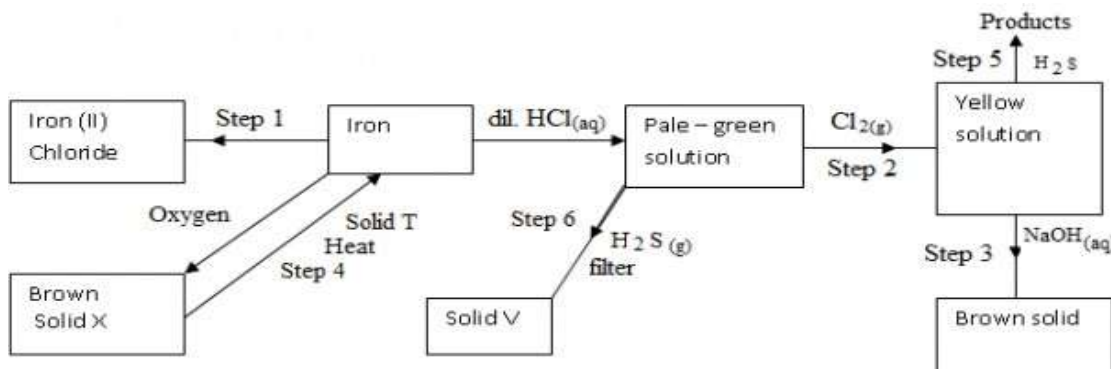 Products
Step 5
H2S
Iron (II)
Chloride
Step 1
Iron
dil. HCl(aq)
Pale – green
solution
Cl2(g)
Step 2
Yellow
solution
Oxygen
Solid T
Heat
Step 4
Step 6
H2S(g)
filter
Step 3
NaOH(aq)
Brown
Solid X
Solid V
Brown solid